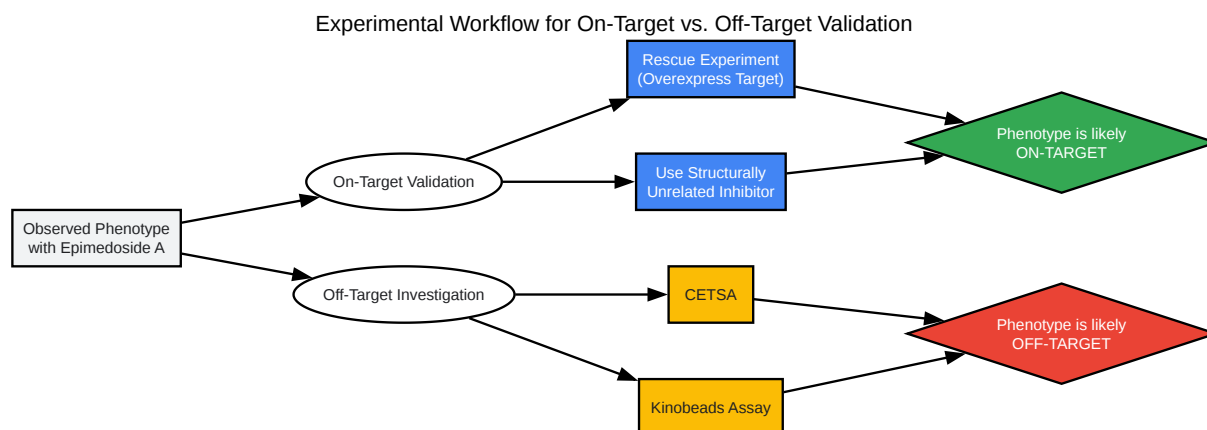 Experimental Workflow for On-Target vs. Off-Target Validation
Rescue Experiment
(Overexpress Target)
Phenotype is likely
ON-TARGET
On-Target Validation
Use Structurally
Unrelated Inhibitor
Observed Phenotype
with Epimedoside A
Off-Target Investigation
CETSA
Phenotype is likely
OFF-TARGET
Kinobeads Assay